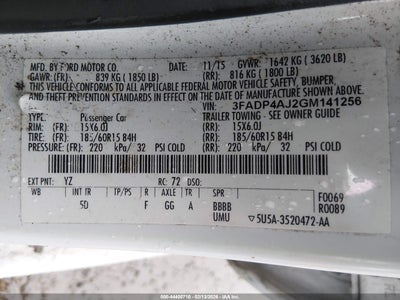 MFD. BY FORD MOTOR CO. 11/15 GVWR: 1642 KG ( 3620 LB)
GAWR: (FR) 839 KG ( 1850 LB) (RR) 816 KG ( 1800 LB)
THIS VEHICLE CONFORMS TO ALL APPLICABLE FEDERAL MOTOR VEHICLE SAFETY, BUMPER,
AND THEFT PREVENTION STANDARDS IN EFFECT ON THE DATE OF MANUFACTURE SHOWN ABOVE.
VIN: 3FADP4AJ2GM141256
TYPE: Passenger Car TRAILER TOWING - SEE OWNER GUIDE
RIM: (FR) 15X6.0J (RR) 15X6.0J
TIRE: (FR) 185/60R15 84H (RR) 185/60R15 84H
PRESSURE: (FR) 220 kPa/ 32 PSI COLD (RR) 220 kPa/ 32 PSI COLD
EXT PNT: YZ RC: 72 DSO: F0069
WB INT TR TP/PS R AXLE TR SPR R0089
5D F GG A BBBB
UMU 5U5A-3520472-AA